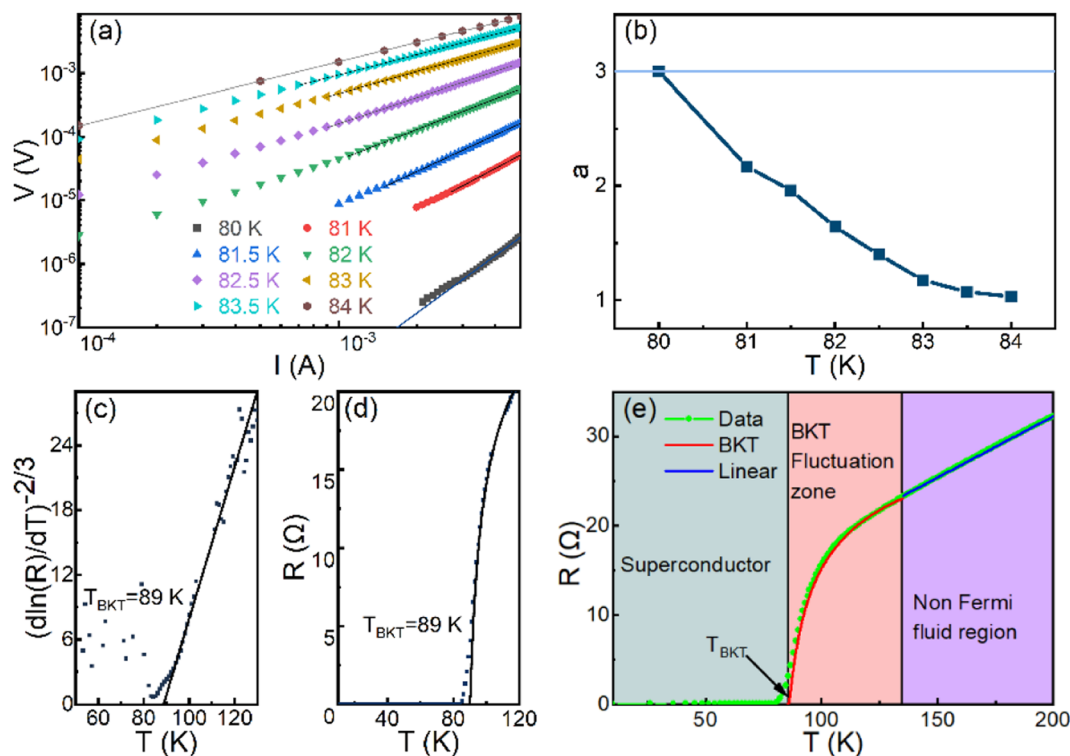 (a)
V (V)
10^-3
10^-4
10^-5
10^-6
10^-7
80 K
81 K
81.5 K
82 K
82.5 K
83 K
83.5 K
84 K
10^-4
10^-3
I (A)
(b)
a
3
2
1
80
81
82
83
84
T (K)
(c)
(dln(R)/dT)^-2/3
28
24
18
12
6
0
T_BKT=89 K
60
80
100
120
T (K)
(d)
R (Ω)
20
15
10
5
0
T_BKT=89 K
40
80
120
T (K)
(e)
R (Ω)
30
20
10
0
Data
BKT
Linear
BKT
Fluctuation
zone
Superconductor
Non Fermi
fluid region
T_BKT
50
100
150
200
T (K)